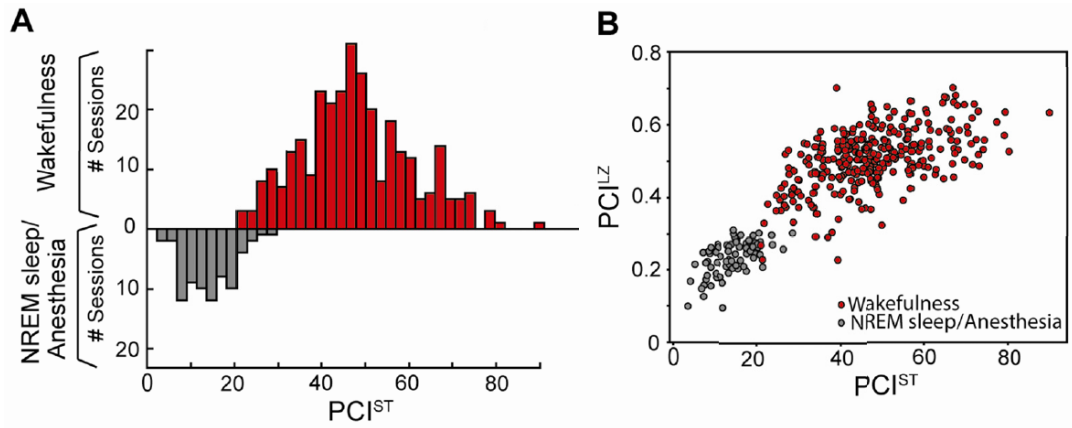 A
Wakefulness
# Sessions
20
10
0
NREM sleep/
Anesthesia
# Sessions
10
20
0 20 40 60 80
PCIST
B
0.8
0.6
0.4
0.2
0
PCILZ
Wakefulness
NREM sleep/Anesthesia
0 20 40 60 80
PCIST